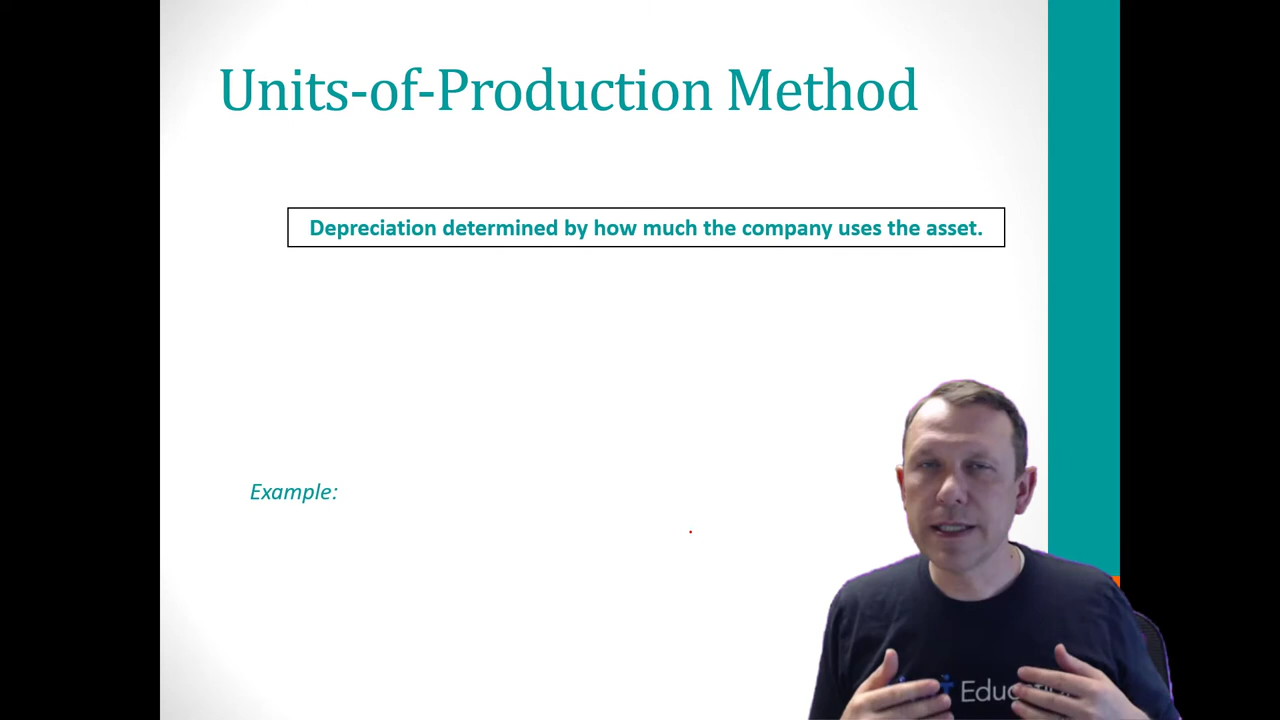 Units-of-Production Method
Depreciation determined by how much the company uses the asset.
Example: